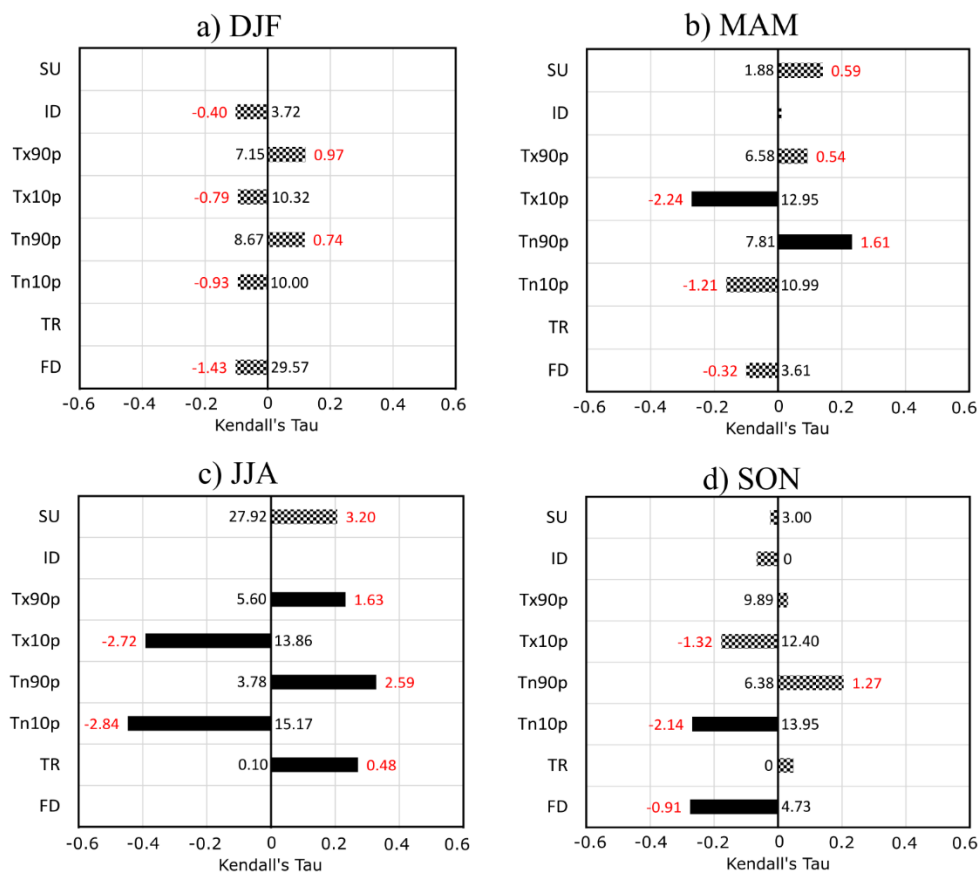 a) DJF
SU
ID -0.40 3.72
Tx90p 7.15 0.97
Tx10p -0.79 10.32
Tn90p 8.67 0.74
Tn10p -0.93 10.00
TR
FD -1.43 29.57
-0.6 -0.4 -0.2 0 0.2 0.4 0.6
Kendall's Tau
b) MAM
SU 1.88 0.59
ID
Tx90p 6.58 0.54
Tx10p -2.24 12.95
Tn90p 7.81 1.61
Tn10p -1.21 10.99
TR
FD -0.32 3.61
-0.6 -0.4 -0.2 0 0.2 0.4 0.6
Kendall's Tau
c) JJA
SU 27.92 3.20
ID
Tx90p 5.60 1.63
Tx10p -2.72 13.86
Tn90p 3.78 2.59
Tn10p -2.84 15.17
TR 0.10 0.48
FD
-0.6 -0.4 -0.2 0 0.2 0.4 0.6
Kendall's Tau
d) SON
SU 3.00
ID 0
Tx90p 9.89
Tx10p -1.32 12.40
Tn90p 6.38 1.27
Tn10p -2.14 13.95
TR 0
FD -0.91 4.73
-0.6 -0.4 -0.2 0 0.2 0.4 0.6
Kendall's Tau